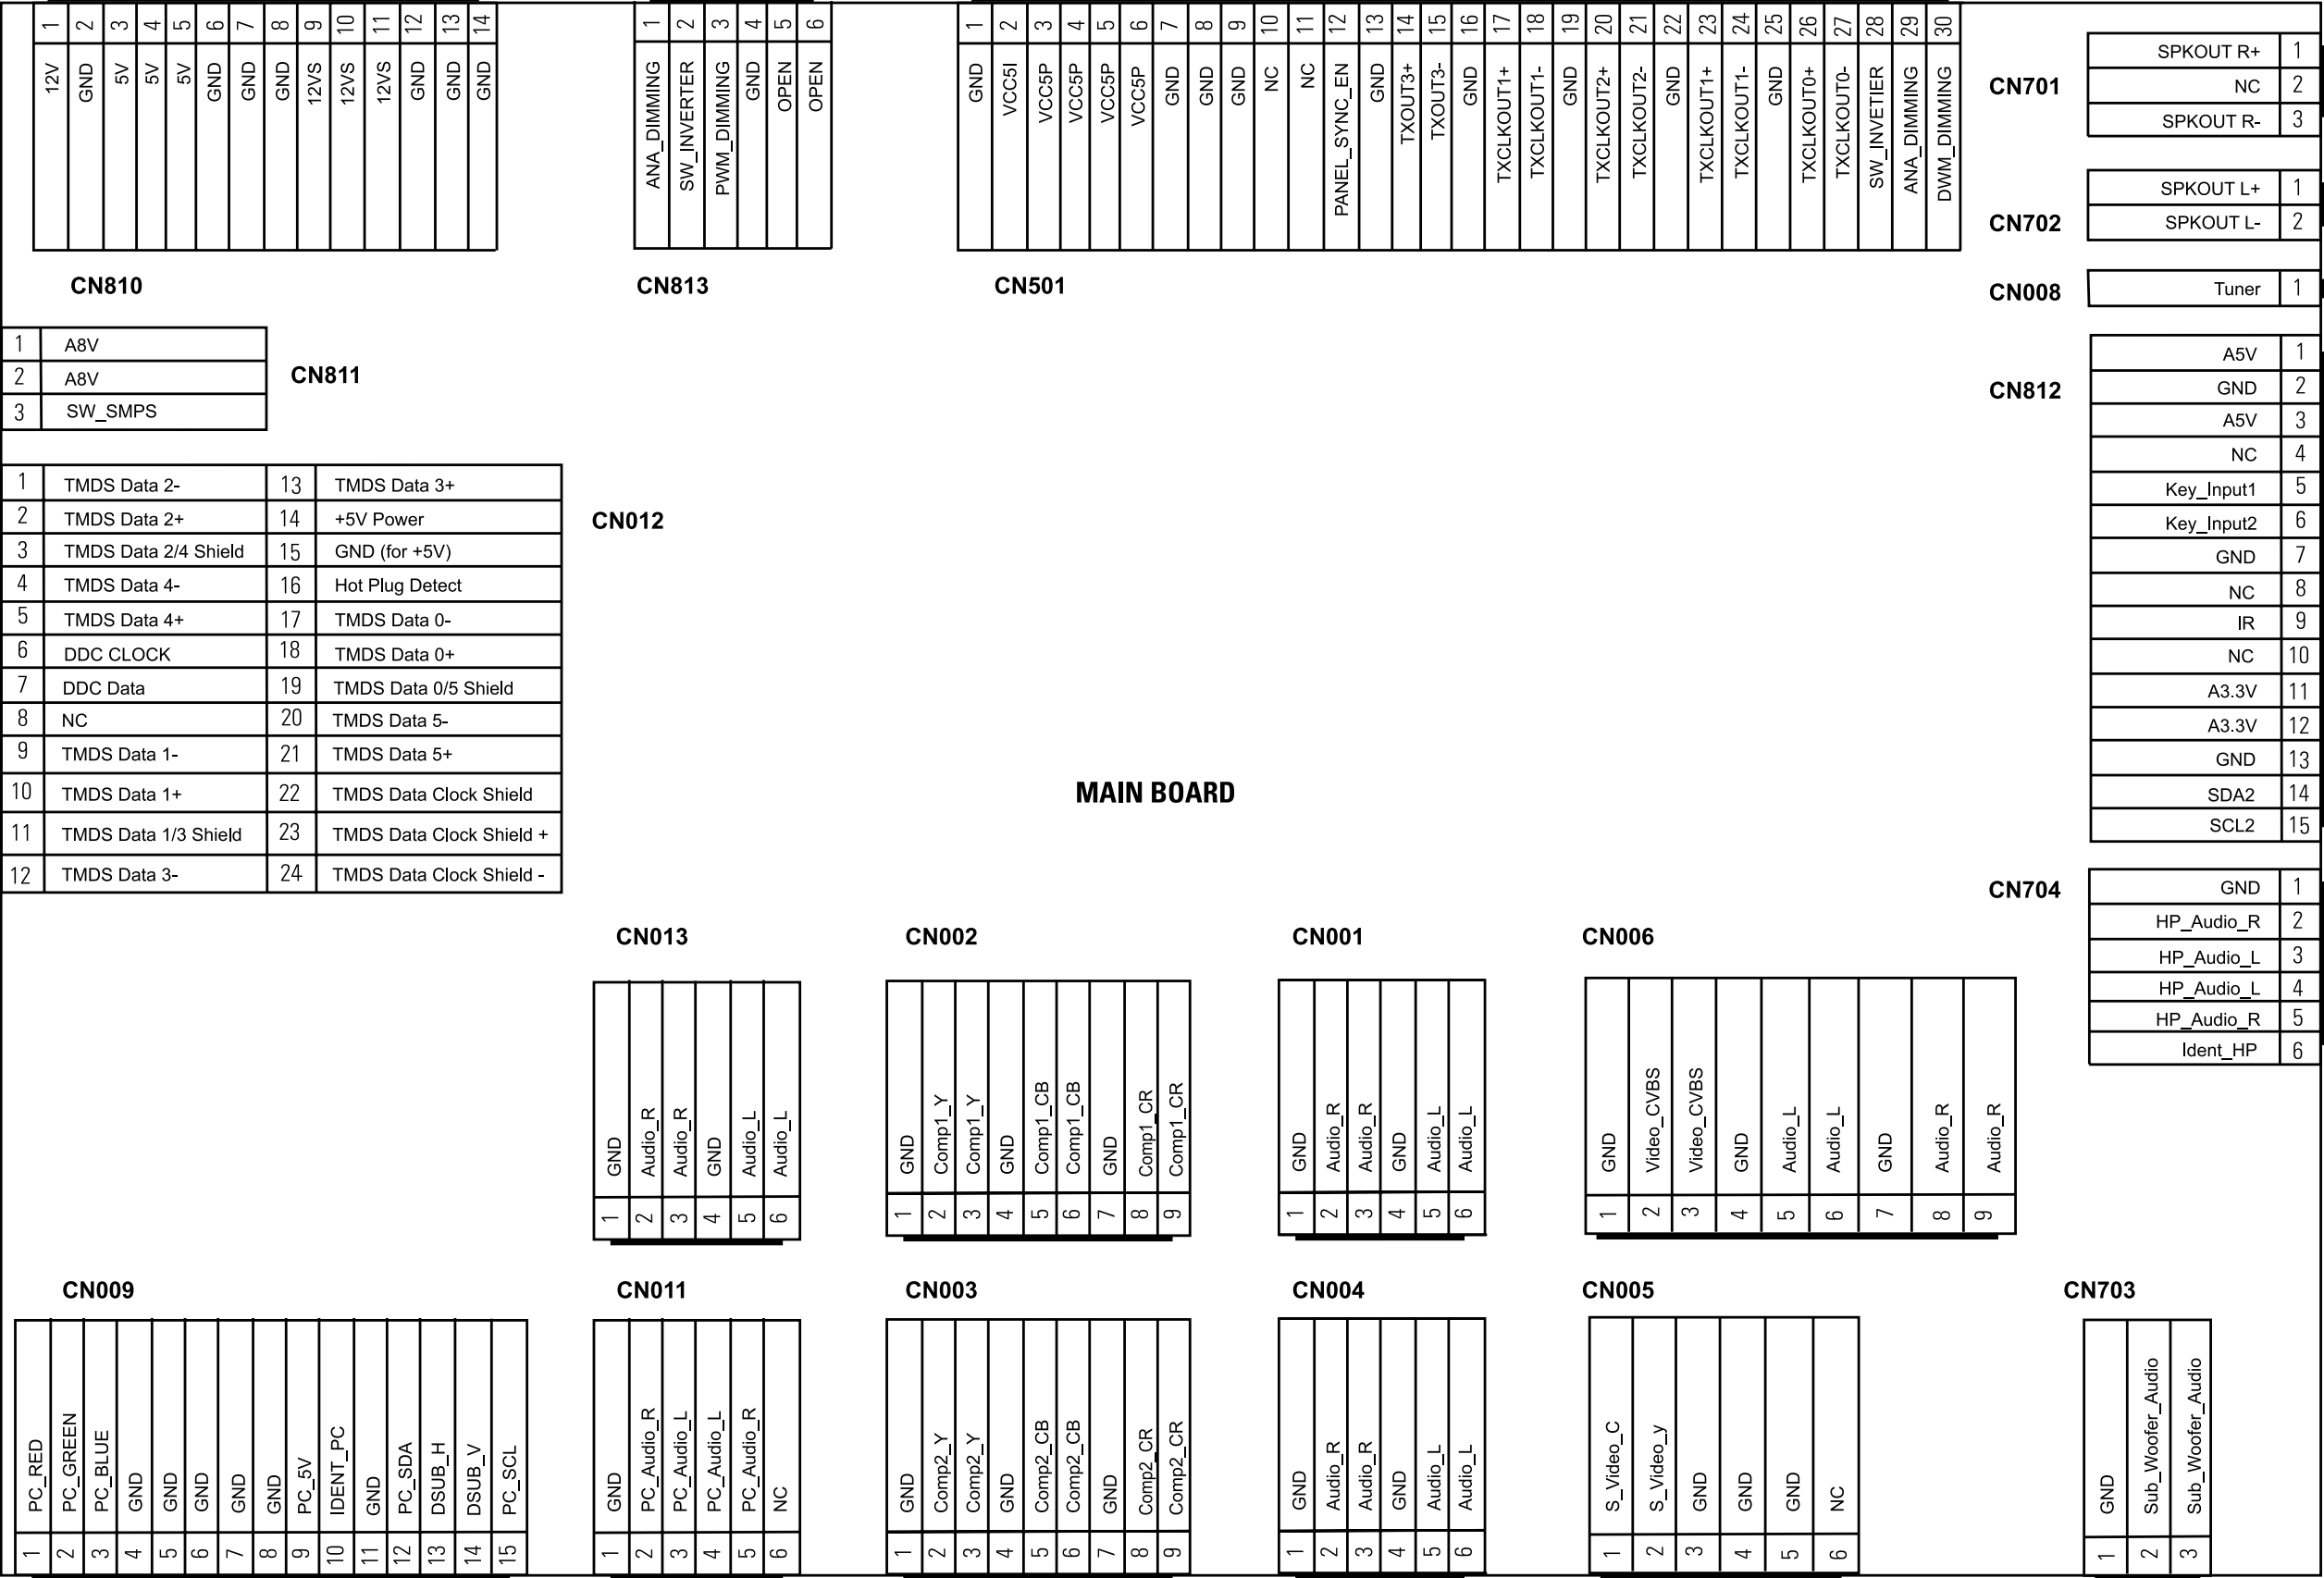 1 12V
2 GND
3 5V
4 5V
5 5V
6 GND
7 GND
8 GND
9 12VS
10 12VS
11 12VS
12 GND
13 GND
14 GND
CN810
1 ANA_DIMMING
2 SW_INVERTER
3 PWM_DIMMING
4 GND
5 OPEN
6 OPEN
CN813
1 GND
2 VCC5I
3 VCC5P
4 VCC5P
5 VCC5P
6 VCC5P
7 GND
8 GND
9 GND
10 NC
11 NC
12 PANEL_SYNC_EN
13 GND
14 TXOUT3+
15 TXOUT3-
16 GND
17 TXCLKOUT1+
18 TXCLKOUT1-
19 GND
20 TXCLKOUT2+
21 TXCLKOUT2-
22 GND
23 TXCLKOUT1+
24 TXCLKOUT1-
25 GND
26 TXCLKOUT0+
27 TXCLKOUT0-
28 SW_INVETIER
29 ANA_DIMMING
30 DWM_DIMMING
CN501
CN701
SPKOUT R+ 1
NC 2
SPKOUT R- 3
CN702
SPKOUT L+ 1
SPKOUT L- 2
CN008
Tuner 1
1 A8V
2 A8V
3 SW_SMPS
CN811
CN812
A5V 1
GND 2
A5V 3
NC 4
Key_Input1 5
Key_Input2 6
GND 7
NC 8
IR 9
NC 10
A3.3V 11
A3.3V 12
GND 13
SDA2 14
SCL2 15
1 TMDS Data 2- 13 TMDS Data 3+
2 TMDS Data 2+ 14 +5V Power
3 TMDS Data 2/4 Shield 15 GND (for +5V)
4 TMDS Data 4- 16 Hot Plug Detect
5 TMDS Data 4+ 17 TMDS Data 0-
6 DDC CLOCK 18 TMDS Data 0+
7 DDC Data 19 TMDS Data 0/5 Shield
8 NC 20 TMDS Data 5-
9 TMDS Data 1- 21 TMDS Data 5+
10 TMDS Data 1+ 22 TMDS Data Clock Shield
11 TMDS Data 1/3 Shield 23 TMDS Data Clock Shield +
12 TMDS Data 3- 24 TMDS Data Clock Shield -
CN012
MAIN BOARD
CN704
GND 1
HP_Audio_R 2
HP_Audio_L 3
HP_Audio_L 4
HP_Audio_R 5
Ident_HP 6
CN013
GND 1
Audio_R 2
Audio_R 3
GND 4
Audio_L 5
Audio_L 6
CN002
GND 1
Comp1_Y 2
Comp1_Y 3
GND 4
Comp1_CB 5
Comp1_CB 6
GND 7
Comp1_CR 8
Comp1_CR 9
CN001
GND 1
Audio_R 2
Audio_R 3
GND 4
Audio_L 5
Audio_L 6
CN006
GND 1
Video_CVBS 2
Video_CVBS 3
GND 4
Audio_L 5
Audio_L 6
GND 7
Audio_R 8
Audio_R 9
CN009
PC_RED 1
PC_GREEN 2
PC_BLUE 3
GND 4
GND 5
GND 6
GND 7
GND 8
PC_5V 9
IDENT_PC 10
GND 11
PC_SDA 12
DSUB_H 13
DSUB_V 14
PC_SCL 15
CN011
GND 1
PC_Audio_R 2
PC_Audio_L 3
PC_Audio_L 4
PC_Audio_R 5
NC 6
CN003
GND 1
Comp2_Y 2
Comp2_Y 3
GND 4
Comp2_CB 5
Comp2_CB 6
GND 7
Comp2_CR 8
Comp2_CR 9
CN004
GND 1
Audio_R 2
Audio_R 3
GND 4
Audio_L 5
Audio_L 6
CN005
S_Video_C 1
S_Video_y 2
GND 3
GND 4
GND 5
NC 6
CN703
GND 1
Sub_Woofer_Audio 2
Sub_Woofer_Audio 3